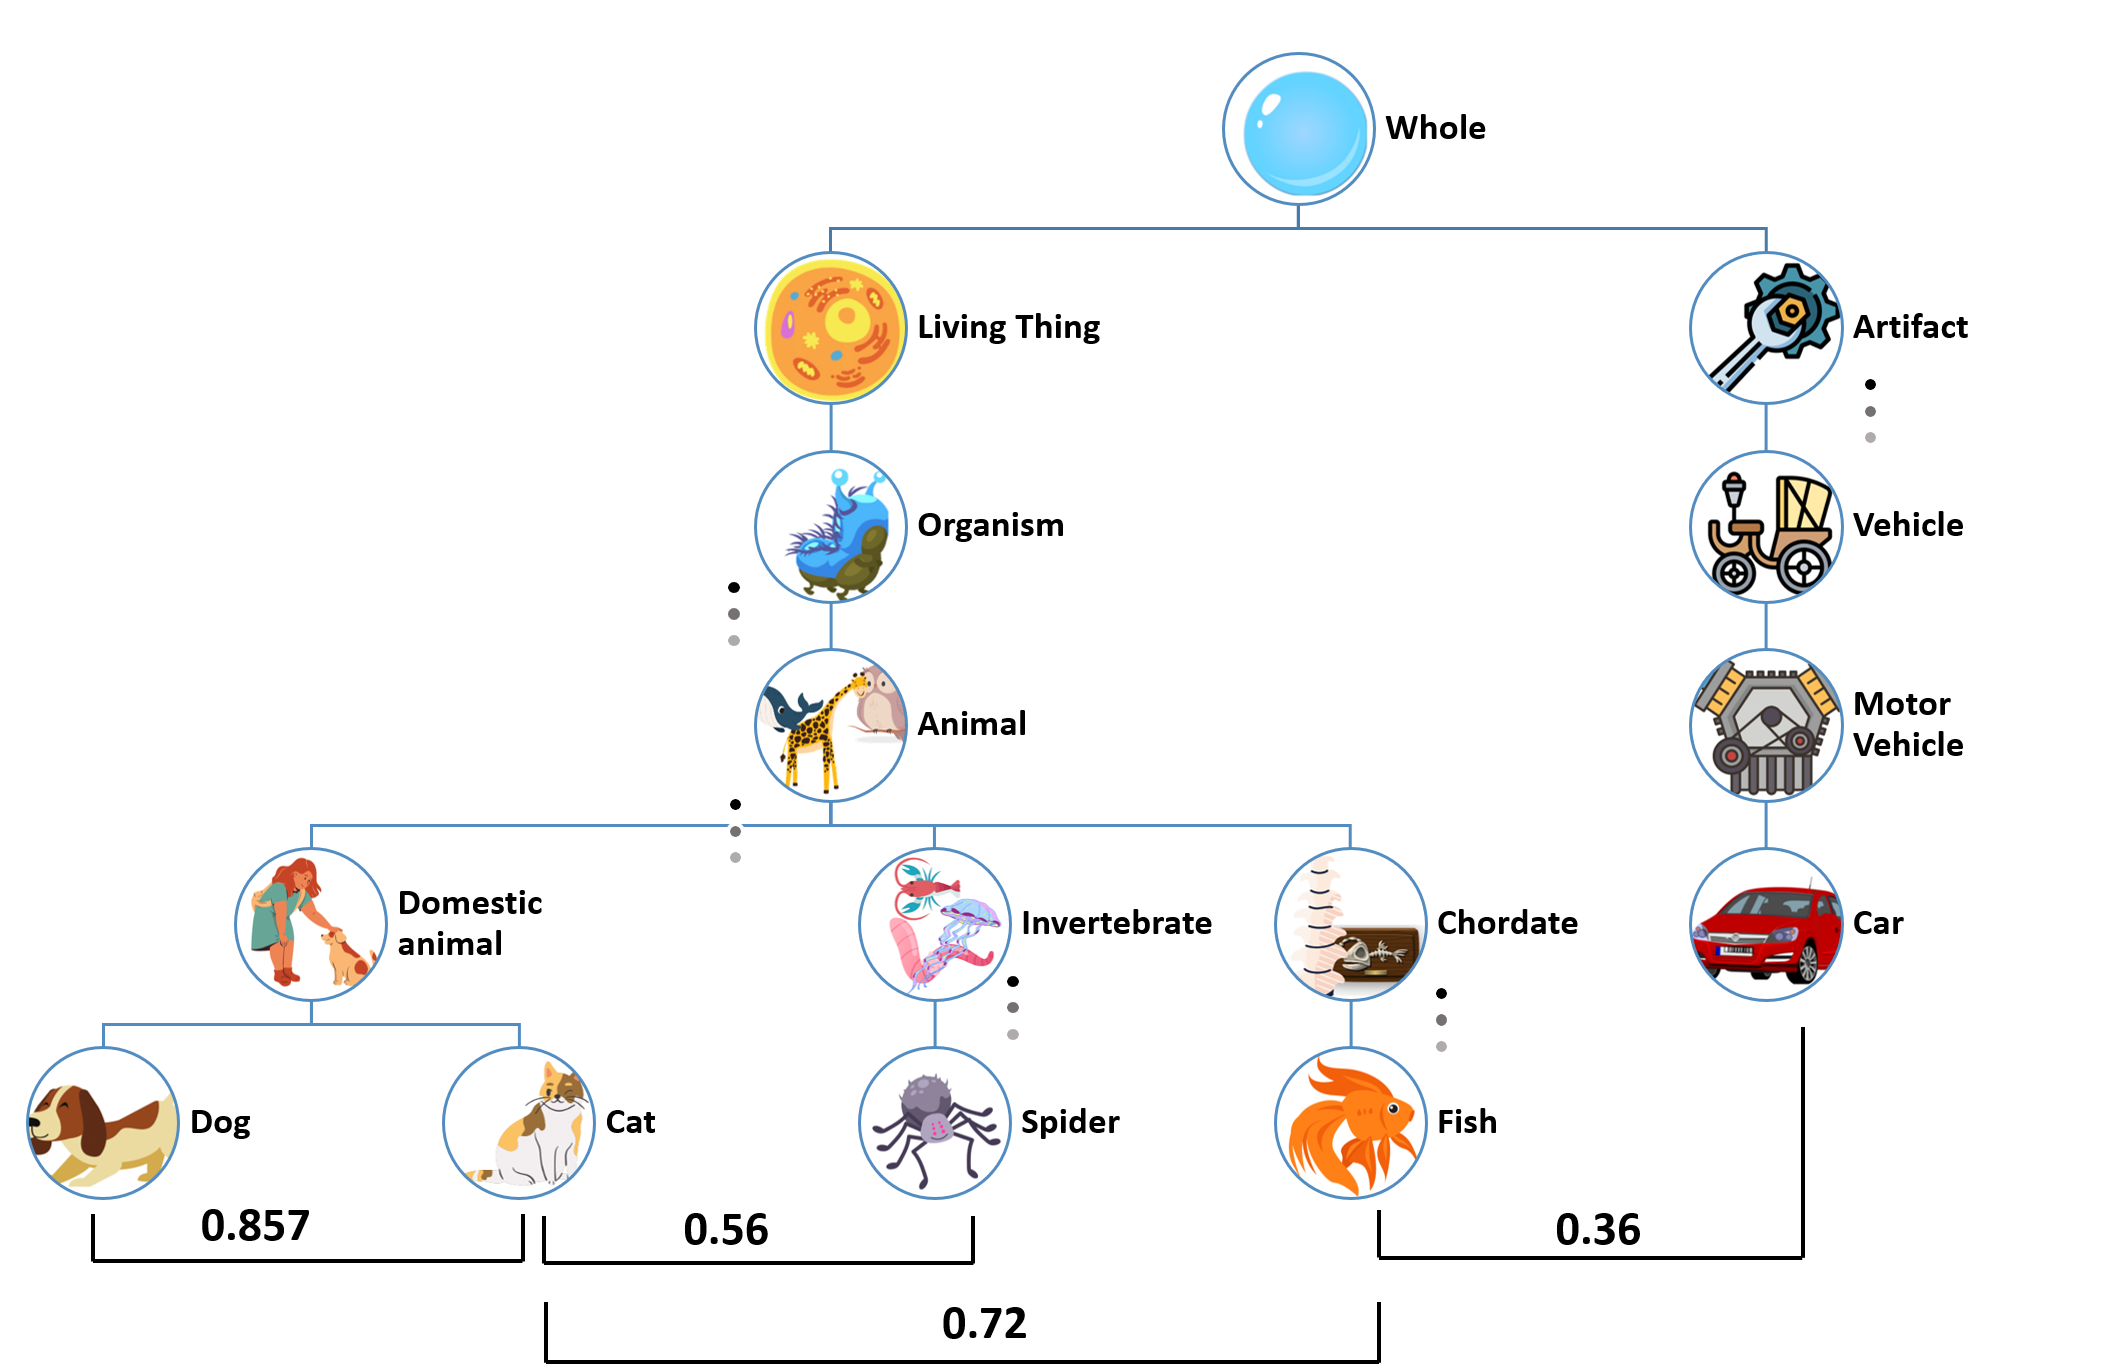 Whole
Living Thing
Artifact
Organism
Vehicle
Animal
Motor
Vehicle
Domestic
animal
Invertebrate
Chordate
Car
Dog
Cat
Spider
Fish
0.857
0.56
0.36
0.72